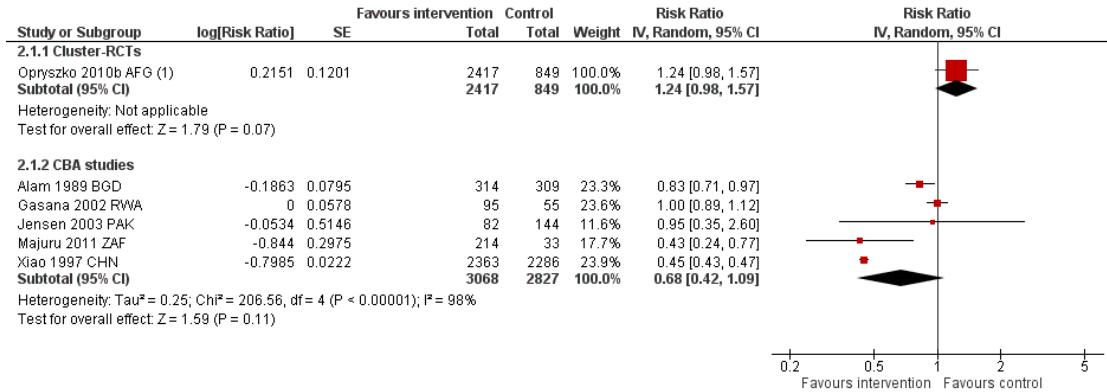 Favours intervention Control Risk Ratio Risk Ratio
Study or Subgroup log[Risk Ratio] SE Total Total Weight IV, Random, 95% CI IV, Random, 95% CI
2.1.1 Cluster-RCTs
Opryszko 2010b AFG (1) 0.2151 0.1201 2417 849 100.0% 1.24 [0.98, 1.57]
Subtotal (95% CI) 2417 849 100.0% 1.24 [0.98, 1.57]
Heterogeneity: Not applicable
Test for overall effect: Z = 1.79 (P = 0.07)
2.1.2 CBA studies
Alam 1989 BGD -0.1863 0.0795 314 309 23.3% 0.83 [0.71, 0.97]
Gasana 2002 RWA 0 0.0578 95 55 23.6% 1.00 [0.89, 1.12]
Jensen 2003 PAK -0.0534 0.5146 82 144 11.6% 0.95 [0.35, 2.60]
Majuru 2011 ZAF -0.844 0.2975 214 33 17.7% 0.43 [0.24, 0.77]
Xiao 1997 CHN -0.7985 0.0222 2363 2286 23.9% 0.45 [0.43, 0.47]
Subtotal (95% CI) 3068 2827 100.0% 0.68 [0.42, 1.09]
Heterogeneity: Tau² = 0.25; Chi² = 206.56, df = 4 (P < 0.00001); I² = 98%
Test for overall effect: Z = 1.59 (P = 0.11)
0.2 0.5 1 2 5
Favours intervention Favours control